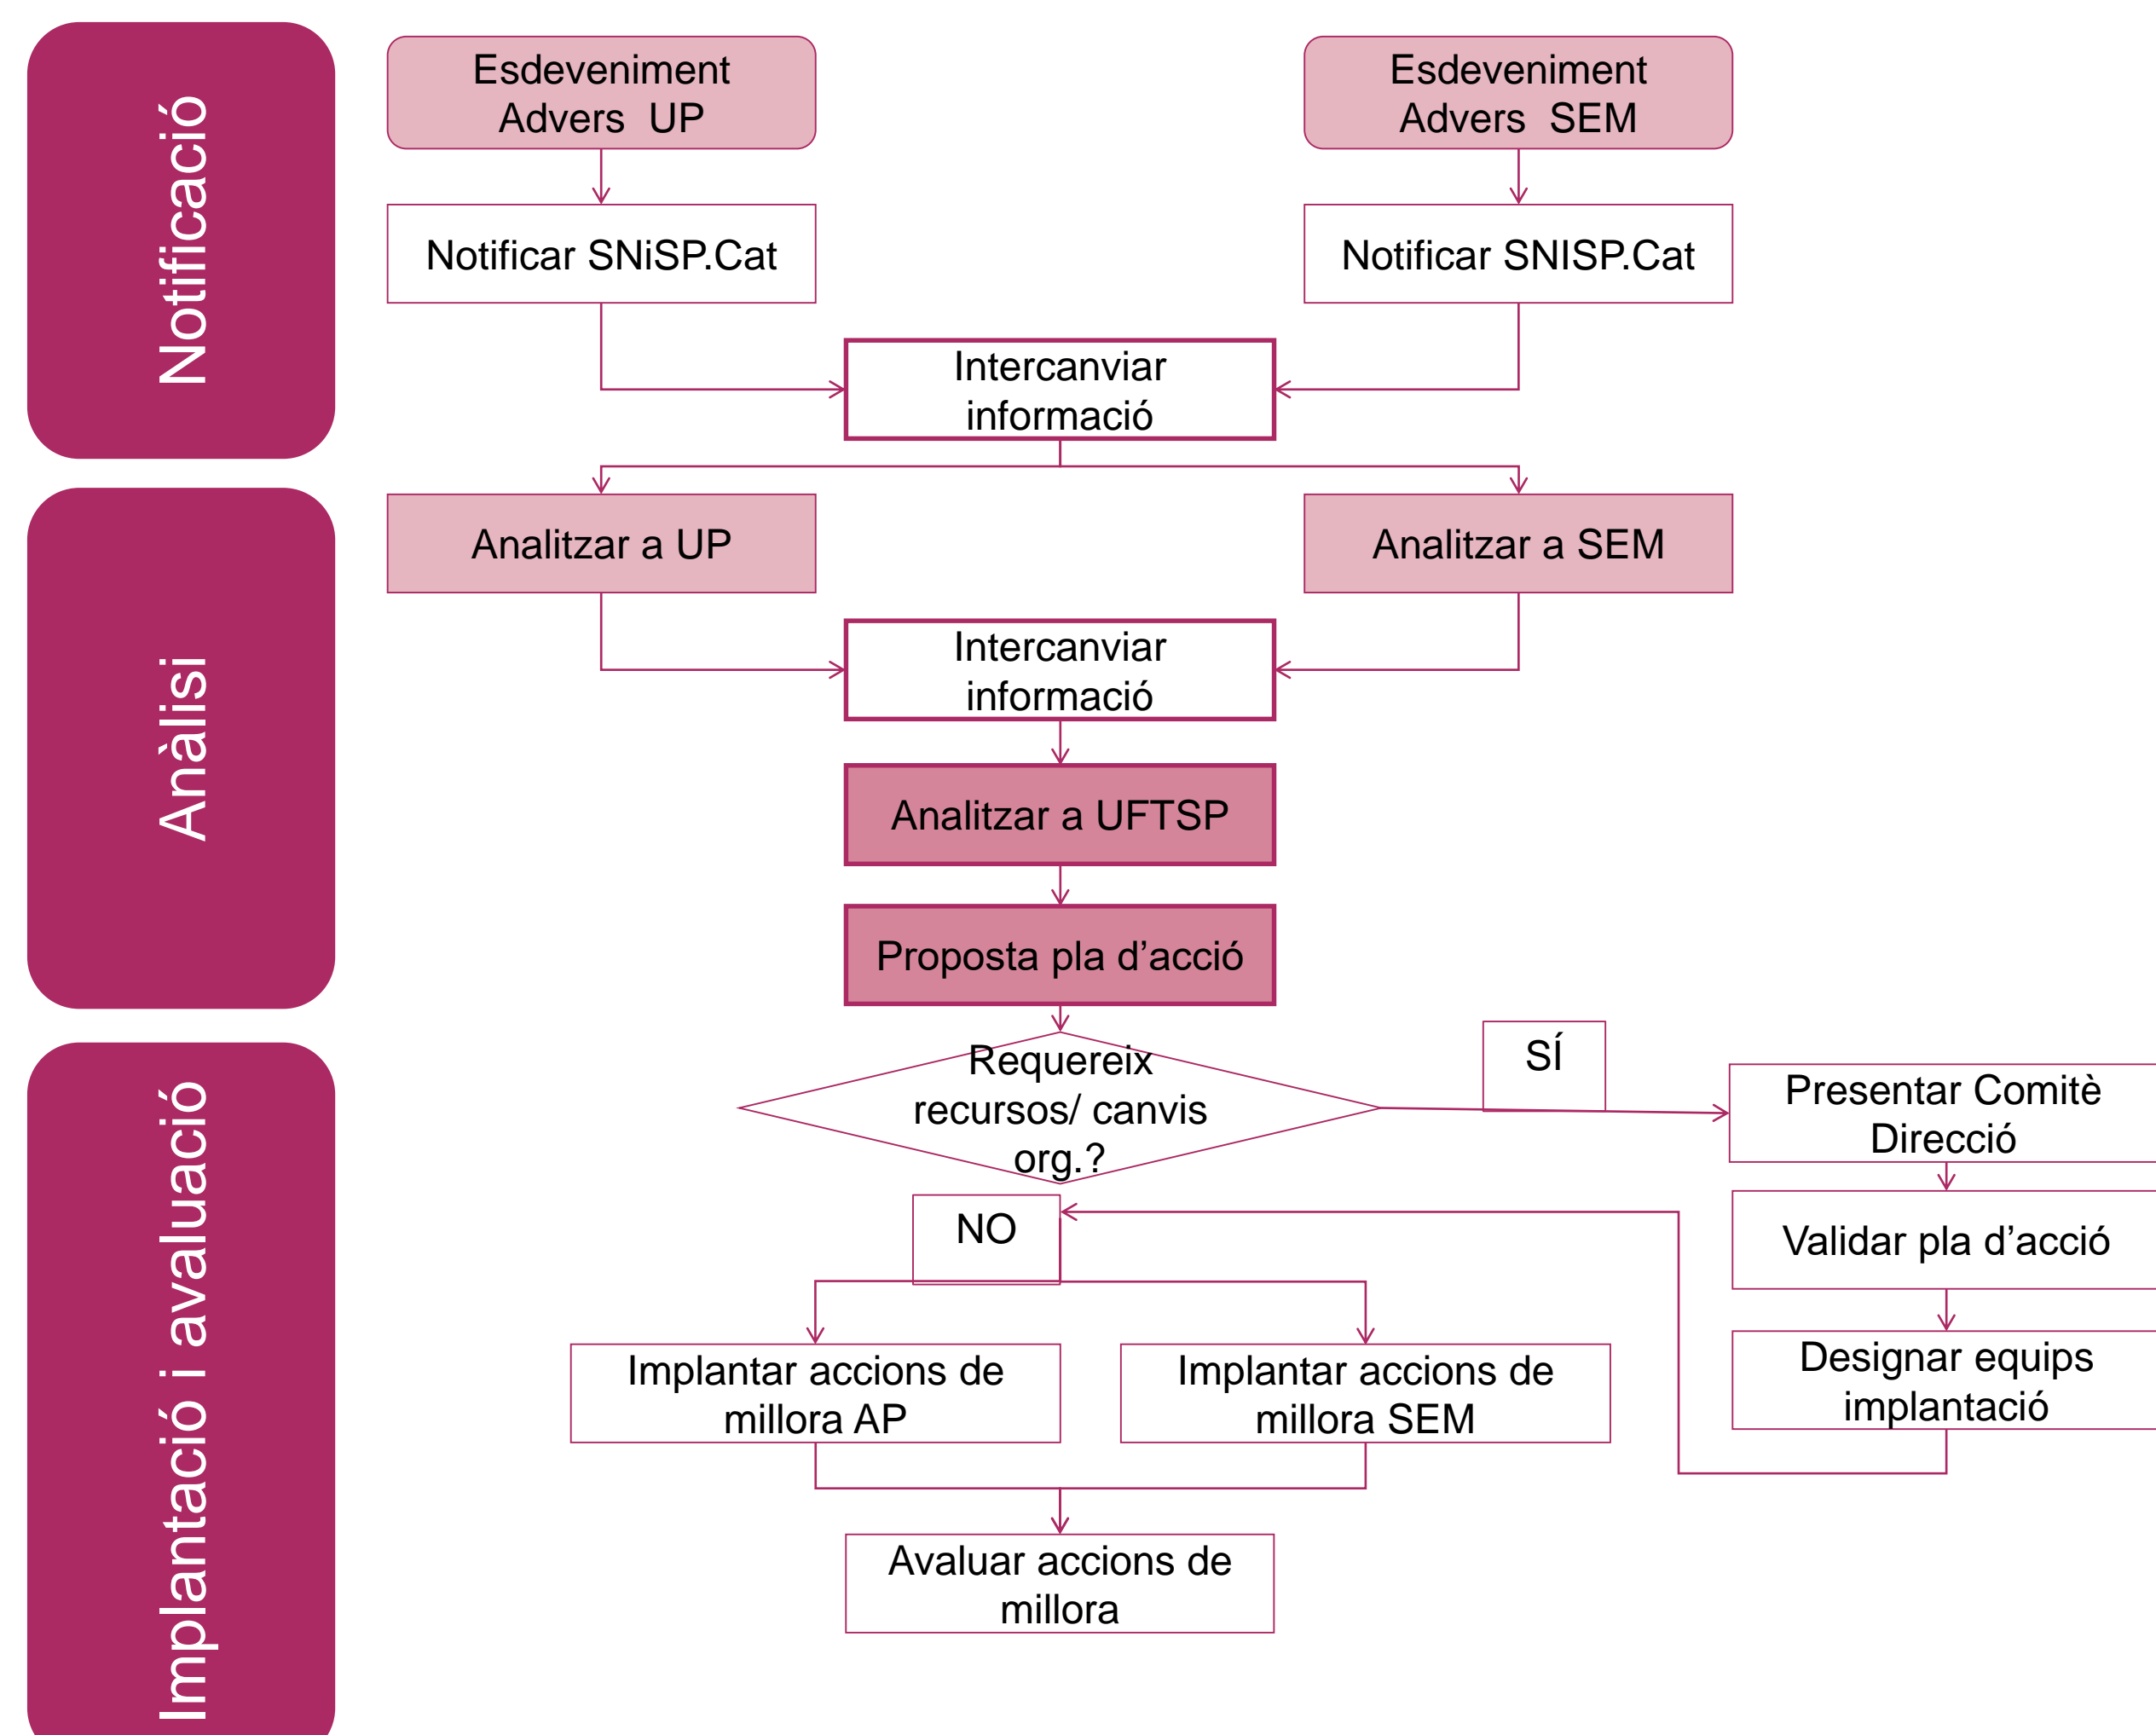 Notificació
Esdeveniment
Advers  UP
Esdeveniment
Advers  SEM
Notificar SNiSP.Cat
Notificar SNISP.Cat
Intercanviar
informació
Anàlisi
Analitzar a UP
Analitzar a SEM
Intercanviar
informació
Analitzar a UFTSP
Proposta pla d’acció
Implantació i avaluació
Requereix
recursos/ canvis
org.?
SÍ
Presentar Comitè
Direcció
Validar pla d’acció
Designar equips
implantació
NO
Implantar accions de
millora AP
Implantar accions de
millora SEM
Avaluar accions de
millora